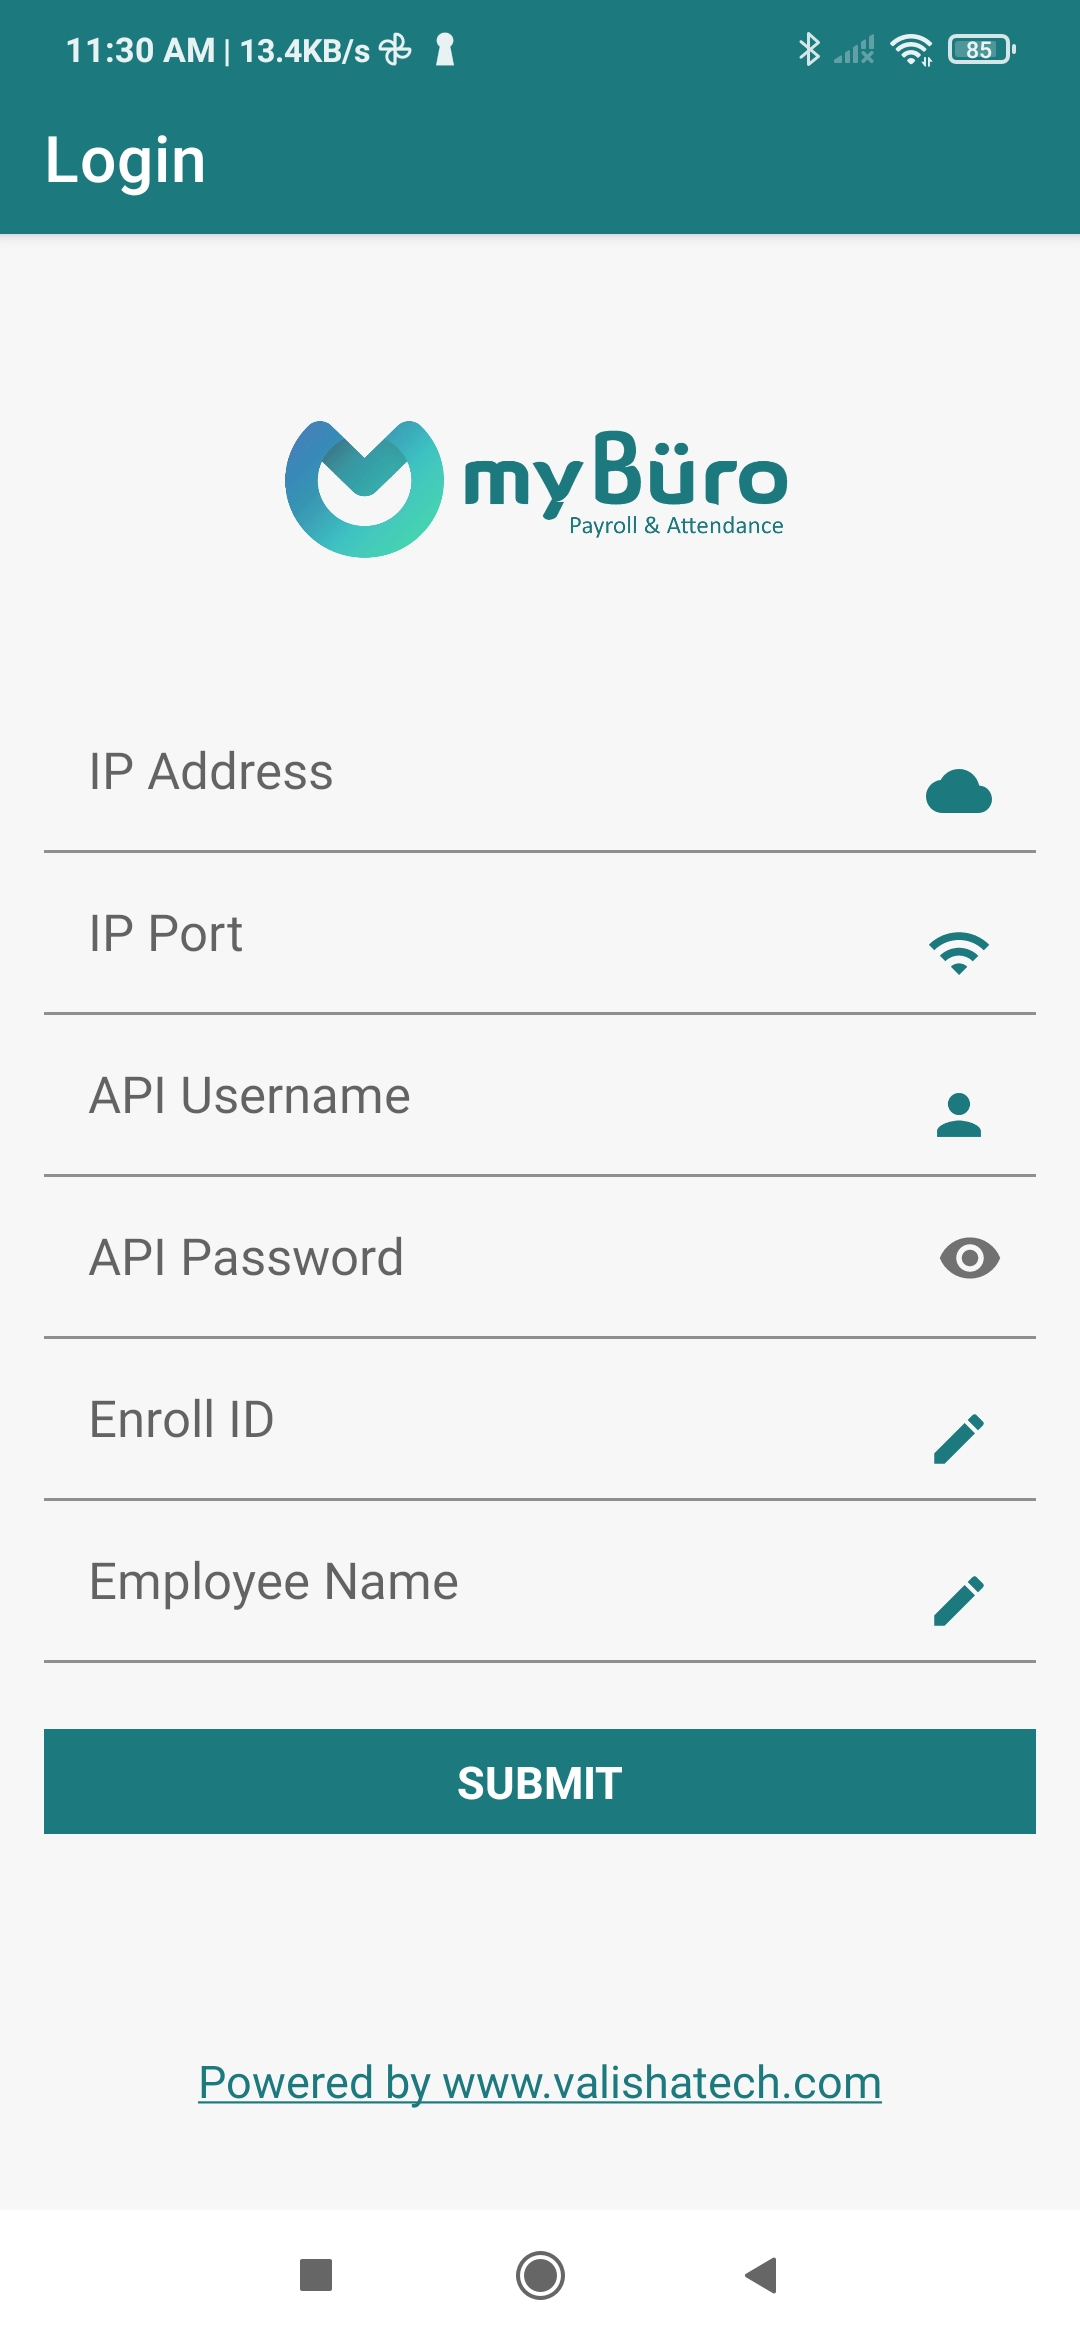 11:30 AM | 13.4KB/s 85
Login
myBüro
Payroll & Attendance
IP Address
IP Port
API Username
API Password
Enroll ID
Employee Name
SUBMIT
Powered by www.valishatech.com